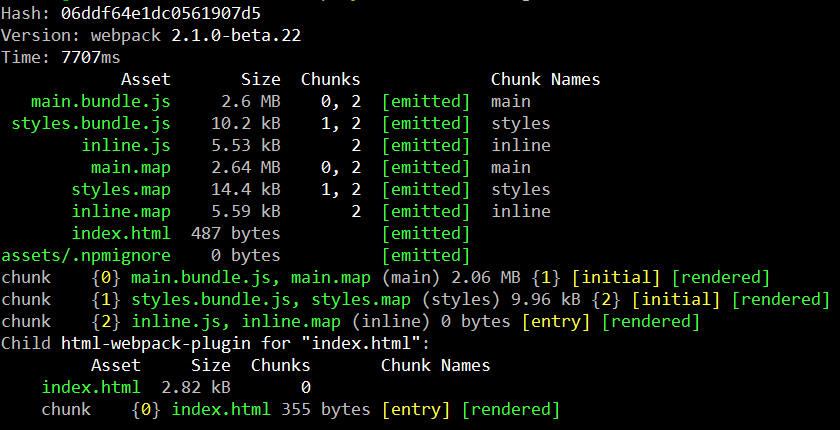 Hash: 06ddf64e1dc0561907d5
Version: webpack 2.1.0-beta.22
Time: 7707ms
            Asset       Size  Chunks             Chunk Names
   main.bundle.js     2.6 MB    0, 2  [emitted]  main
 styles.bundle.js    10.2 kB    1, 2  [emitted]  styles
        inline.js    5.53 kB       2  [emitted]  inline
         main.map    2.64 MB    0, 2  [emitted]  main
       styles.map    14.4 kB    1, 2  [emitted]  styles
       inline.map    5.59 kB       2  [emitted]  inline
       index.html  487 bytes          [emitted]
assets/.npmignore    0 bytes          [emitted]
chunk    {0} main.bundle.js, main.map (main) 2.06 MB {1} [initial] [rendered]
chunk    {1} styles.bundle.js, styles.map (styles) 9.96 kB {2} [initial] [rendered]
chunk    {2} inline.js, inline.map (inline) 0 bytes [entry] [rendered]
Child html-webpack-plugin for "index.html":
         Asset     Size  Chunks       Chunk Names
    index.html  2.82 kB       0
    chunk    {0} index.html 355 bytes [entry] [rendered]